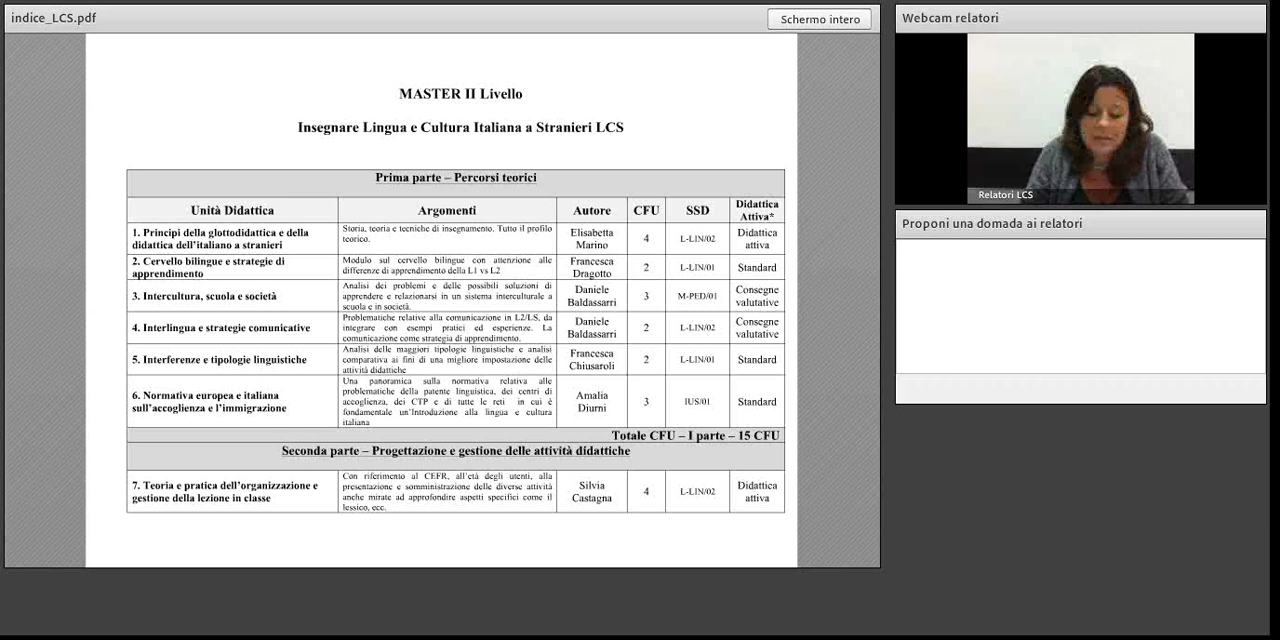 indice_LCS.pdf
Schermo intero
MASTER II Livello
Insegnare Lingua e Cultura Italiana a Stranieri LCS
Prima parte – Percorsi teorici
Unità Didattica
Argomenti
Autore
CFU
SSD
Didattica
Attiva*
1. Principi della glottodidattica e della
didattica dell'italiano a stranieri
Storia, teoria e tecniche di insegnamento. Tutto il profilo
teorico.
Elisabetta
Marino
4
L-LIN/02
Didattica
attiva
2. Cervello bilingue e strategie di
apprendimento
Modulo sul cervello bilingue con attenzione alle
differenze di apprendimento della L1 vs L2
Francesca
Dragotto
2
L-LIN/01
Standard
3. Intercultura, scuola e società
Analisi dei problemi e delle possibili soluzioni di
apprendere e relazionarsi in un sistema interculturale a
scuola e in società.
Daniele
Baldassarri
3
M-PED/01
Consegne
valutative
4. Interlingua e strategie comunicative
Problematiche relative alla comunicazione in L2/LS, da
integrare con esempi pratici ed esperienze. La
comunicazione come strategia di apprendimento.
Daniele
Baldassarri
2
L-LIN/02
Consegne
valutative
5. Interferenze e tipologie linguistiche
Analisi delle maggiori tipologie linguistiche e analisi
comparativa ai fini di una migliore impostazione delle
attività didattiche
Francesca
Chiusaroli
2
L-LIN/01
Standard
6. Normativa europea e italiana
sull'accoglienza e l'immigrazione
Una panoramica sulla normativa relativa alle
problematiche della patente linguistica, dei centri di
accoglienza, dei CTP e di tutte le reti in cui è
fondamentale un'Introduzione alla lingua e cultura
italiana
Amalia
Diurni
3
IUS/01
Standard
Totale CFU – I parte – 15 CFU
Seconda parte – Progettazione e gestione delle attività didattiche
7. Teoria e pratica dell'organizzazione e
gestione della lezione in classe
Con riferimento al CEFR, all'età degli utenti, alla
presentazione e somministrazione delle diverse attività
anche mirate ad approfondire aspetti specifici come il
lessico, ecc.
Silvia
Castagna
4
L-LIN/02
Didattica
attiva
Webcam relatori
Relatori LCS
Proponi una domada ai relatori